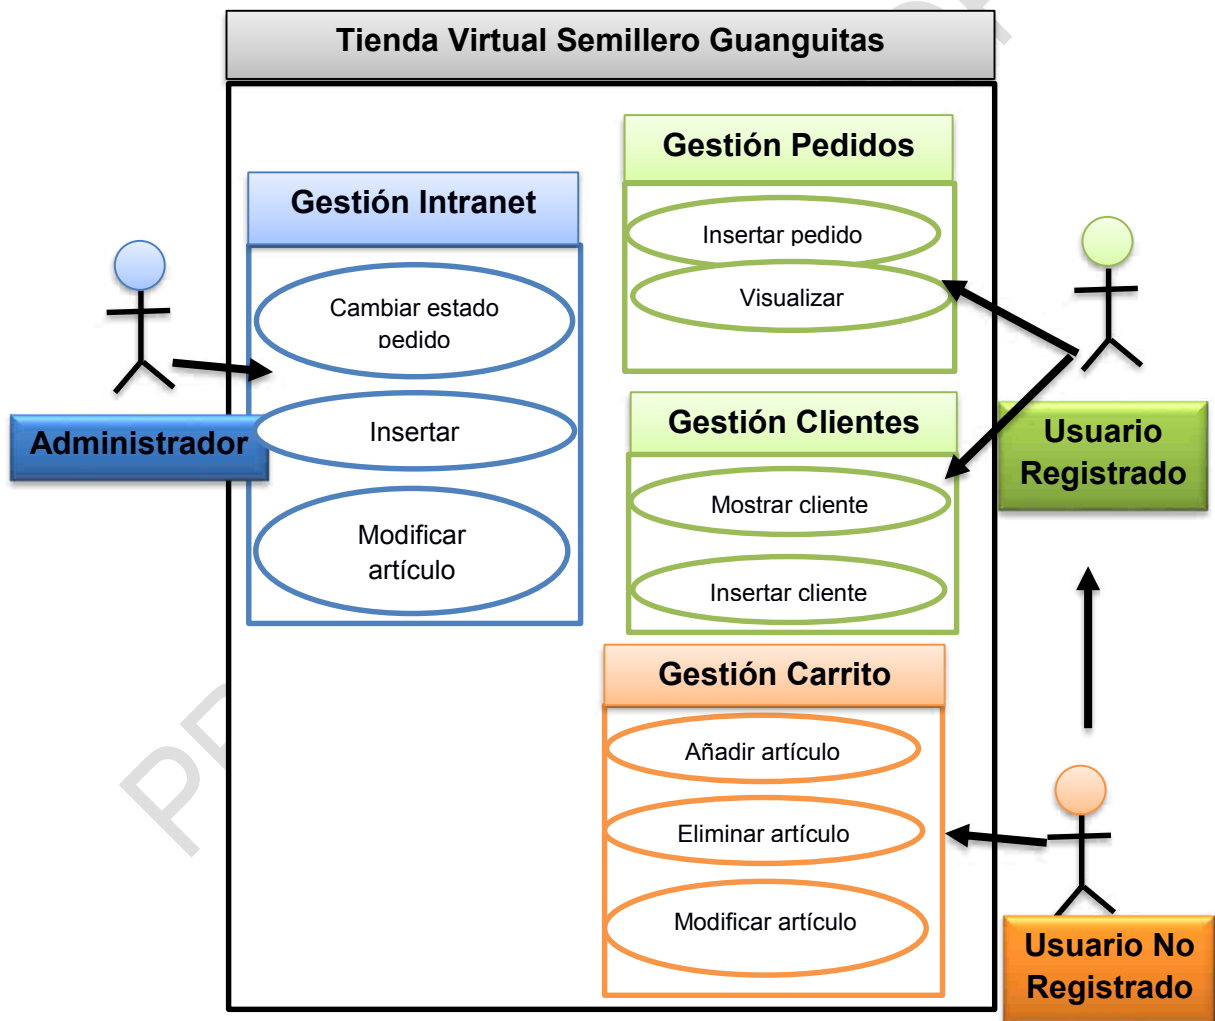 Tienda Virtual Semillero Guanguitas
Gestión Intranet
Cambiar estado
pedido
Insertar
Modificar
artículo
Administrador
Gestión Pedidos
Insertar pedido
Visualizar
Gestión Clientes
Mostrar cliente
Insertar cliente
Usuario
Registrado
Gestión Carrito
Añadir artículo
Eliminar artículo
Modificar artículo
Usuario No
Registrado